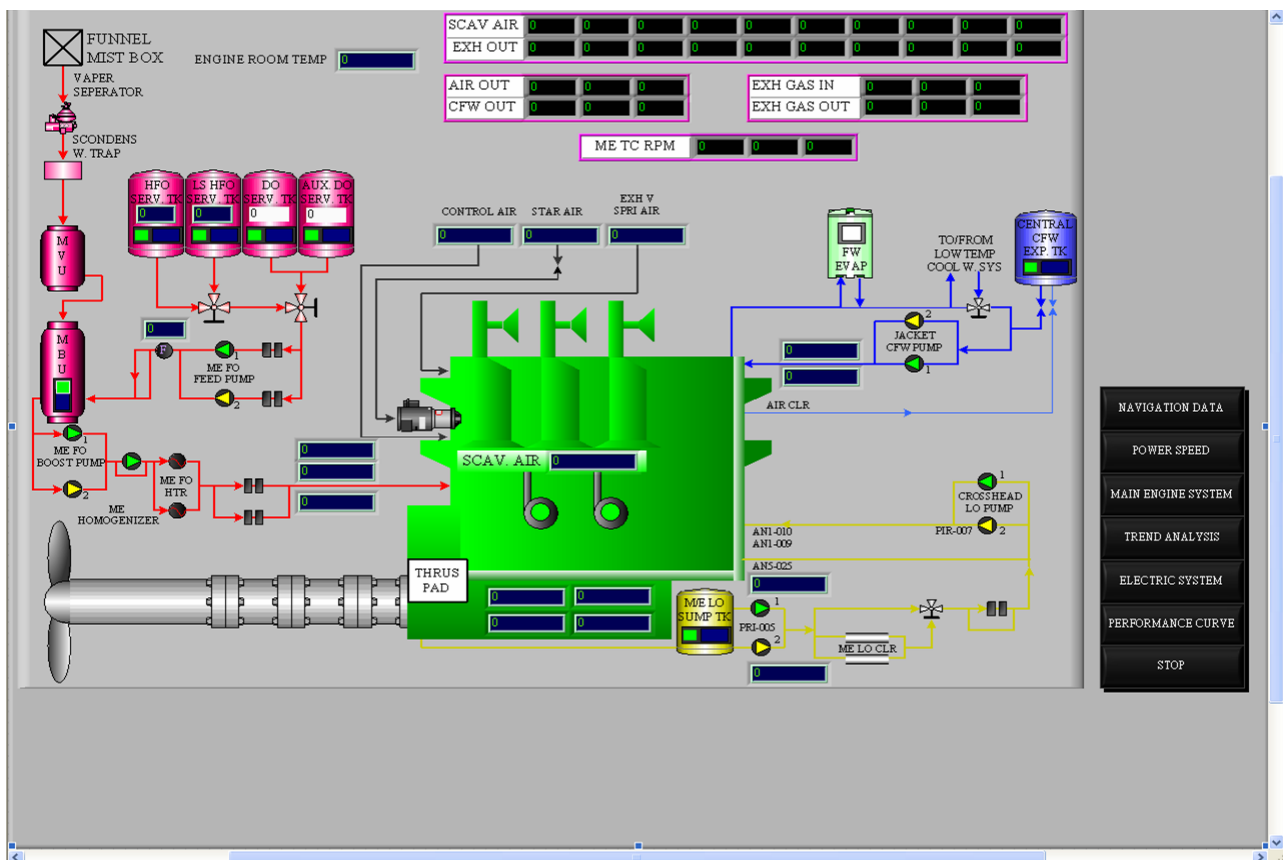 FUNNEL
MIST BOX
VAPER
SEPERATOR
SCONDENS
W. TRAP
ENGINE ROOM TEMP 0
SCAV AIR 0 0 0 0 0 0 0 0 0 0
EXH OUT 0 0 0 0 0 0 0 0 0 0
AIR OUT 0 0 0
CFW OUT 0 0 0
EXH GAS IN 0 0 0
EXH GAS OUT 0 0 0
ME TC RPM 0 0 0
HFO
SERV. TK
0
LS HFO
SERV. TK
0
DO
SERV. TK
0
AUX. DO
SERV. TK
0
MVU
MBU
0
F
1
ME FO
FEED PUMP
2
1
ME FO
BOOST PUMP
2
ME FO
HTR
ME
HOMOGENIZER
0
0
0
CONTROL AIR
0
STAR AIR
0
EXH V
SPRI AIR
0
SCAV. AIR 0
THRUS
PAD
0 0
0 0
FW
EVAP
TO/FROM
LOW TEMP
COOL W. SYS
CENTRAL
CFW
EXP. TK
2
JACKET
CFW PUMP
1
0
0
AIR CLR
1
CROSSHEAD
LO PUMP
PIR-007
2
AN1-010
AN1-009
AN5-025
0
M/E LO
SUMP TK
1
PRI-005
2
0
ME LO CLR
NAVIGATION DATA
POWER SPEED
MAIN ENGINE SYSTEM
TREND ANALYSIS
ELECTRIC SYSTEM
PERFORMANCE CURVE
STOP